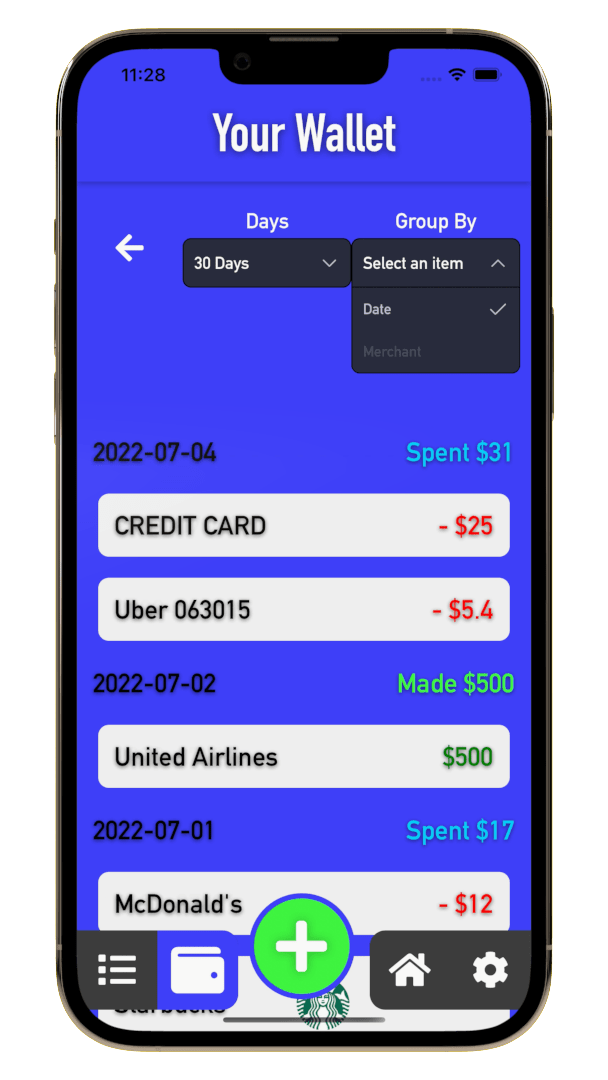 11:28
Your Wallet
Days Group By
30 Days Select an item
Date
Merchant
2022-07-04 Spent $31
CREDIT CARD - $25
Uber 063015 - $5.4
2022-07-02 Made $500
United Airlines $500
2022-07-01 Spent $17
McDonald's - $12
Starbucks